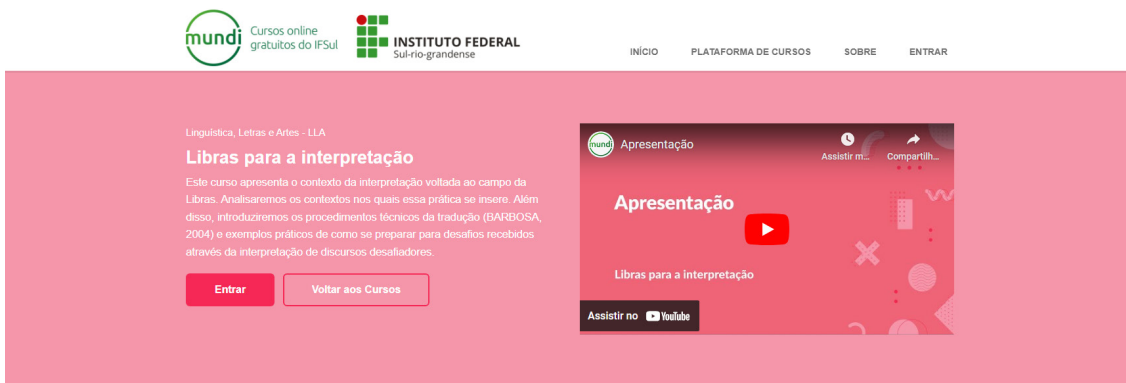 mundi
Cursos online
gratuitos do IFSul
INSTITUTO FEDERAL
Sul-rio-grandense
INÍCIO
PLATAFORMA DE CURSOS
SOBRE
ENTRAR
Linguística, Letras e Artes - LLA
Libras para a interpretação
Este curso apresenta o contexto da interpretação voltada ao campo da
Libras. Analisaremos os contextos nos quais essa prática se insere. Além
disso, introduziremos os procedimentos técnicos da tradução (BARBOSA,
2004) e exemplos práticos de como se preparar para desafios recebidos
através da interpretação de discursos desafiadores.
Entrar
Voltar aos Cursos
mundi
Apresentação
Assistir m...
Compartilh...
Apresentação
Libras para a interpretação
Assistir no YouTube